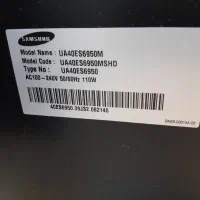 SAMSUNG
Model Name : UA40ES6950M
Model Code : UA40ES6950MSHD
Type No : UA40ES6950
AC100~240V 50/60Hz 110W